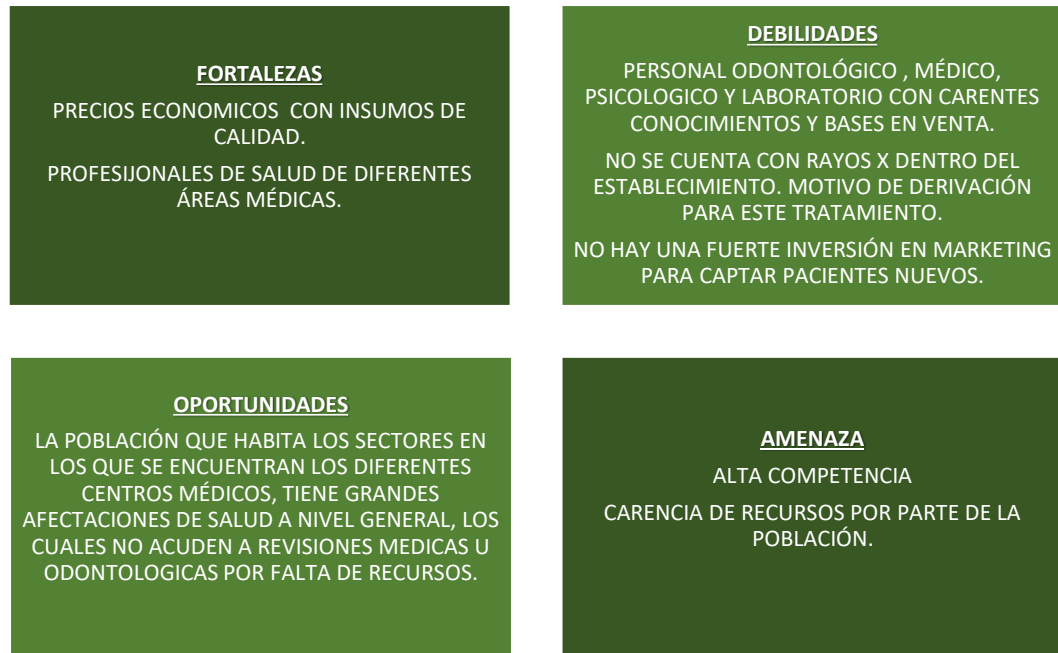 FORTALEZAS
PRECIOS ECONOMICOS CON INSUMOS DE
CALIDAD.
PROFESIJONALES DE SALUD DE DIFERENTES
ÁREAS MÉDICAS.
DEBILIDADES
PERSONAL ODONTOLÓGICO , MÉDICO,
PSICOLOGICO Y LABORATORIO CON CARENTES
CONOCIMIENTOS Y BASES EN VENTA.
NO SE CUENTA CON RAYOS X DENTRO DEL
ESTABLECIMIENTO. MOTIVO DE DERIVACIÓN
PARA ESTE TRATAMIENTO.
NO HAY UNA FUERTE INVERSIÓN EN MARKETING
PARA CAPTAR PACIENTES NUEVOS.
OPORTUNIDADES
LA POBLACIÓN QUE HABITA LOS SECTORES EN
LOS QUE SE ENCUENTRAN LOS DIFERENTES
CENTROS MÉDICOS, TIENE GRANDES
AFECTACIONES DE SALUD A NIVEL GENERAL, LOS
CUALES NO ACUDEN A REVISIONES MEDICAS U
ODONTOLOGICAS POR FALTA DE RECURSOS.
AMENAZA
ALTA COMPETENCIA
CARENCIA DE RECURSOS POR PARTE DE LA
POBLACIÓN.